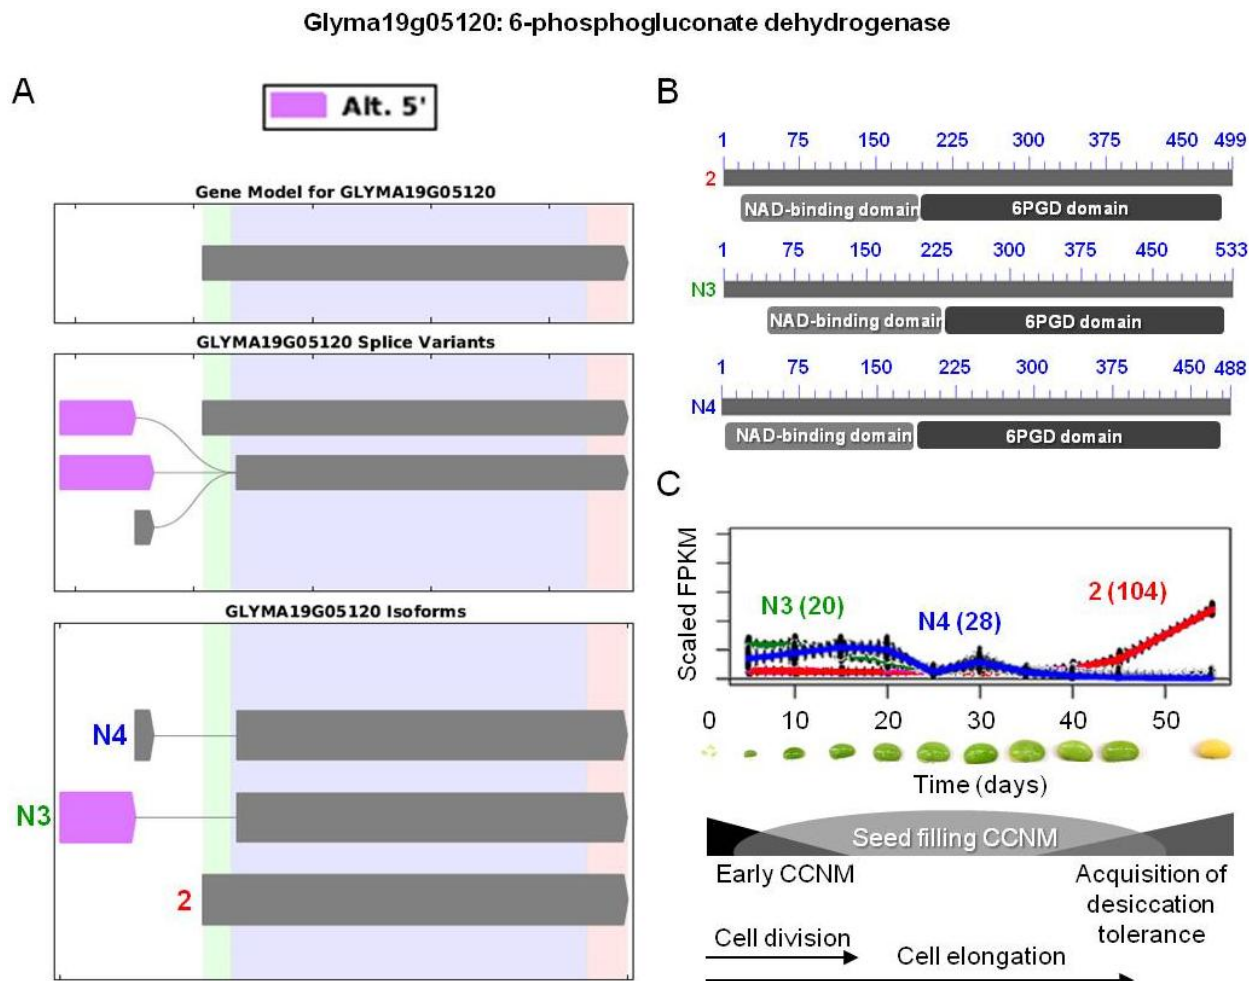 Glyma19g05120: 6-phosphogluconate dehydrogenase
A
Alt. 5'
Gene Model for GLYMA19G05120
GLYMA19G05120 Splice Variants
GLYMA19G05120 Isoforms
N4
N3
2
B
1 75 150 225 300 375 450 499
2
NAD-binding domain 6PGD domain
1 75 150 225 300 375 450 533
N3
NAD-binding domain 6PGD domain
1 75 150 225 300 375 450 488
N4
NAD-binding domain 6PGD domain
C
Scaled FPKM
N3 (20)
N4 (28)
2 (104)
0 10 20 30 40 50
Time (days)
Seed filling CCNM
Early CCNM
Acquisition of
desiccation
tolerance
Cell division
Cell elongation